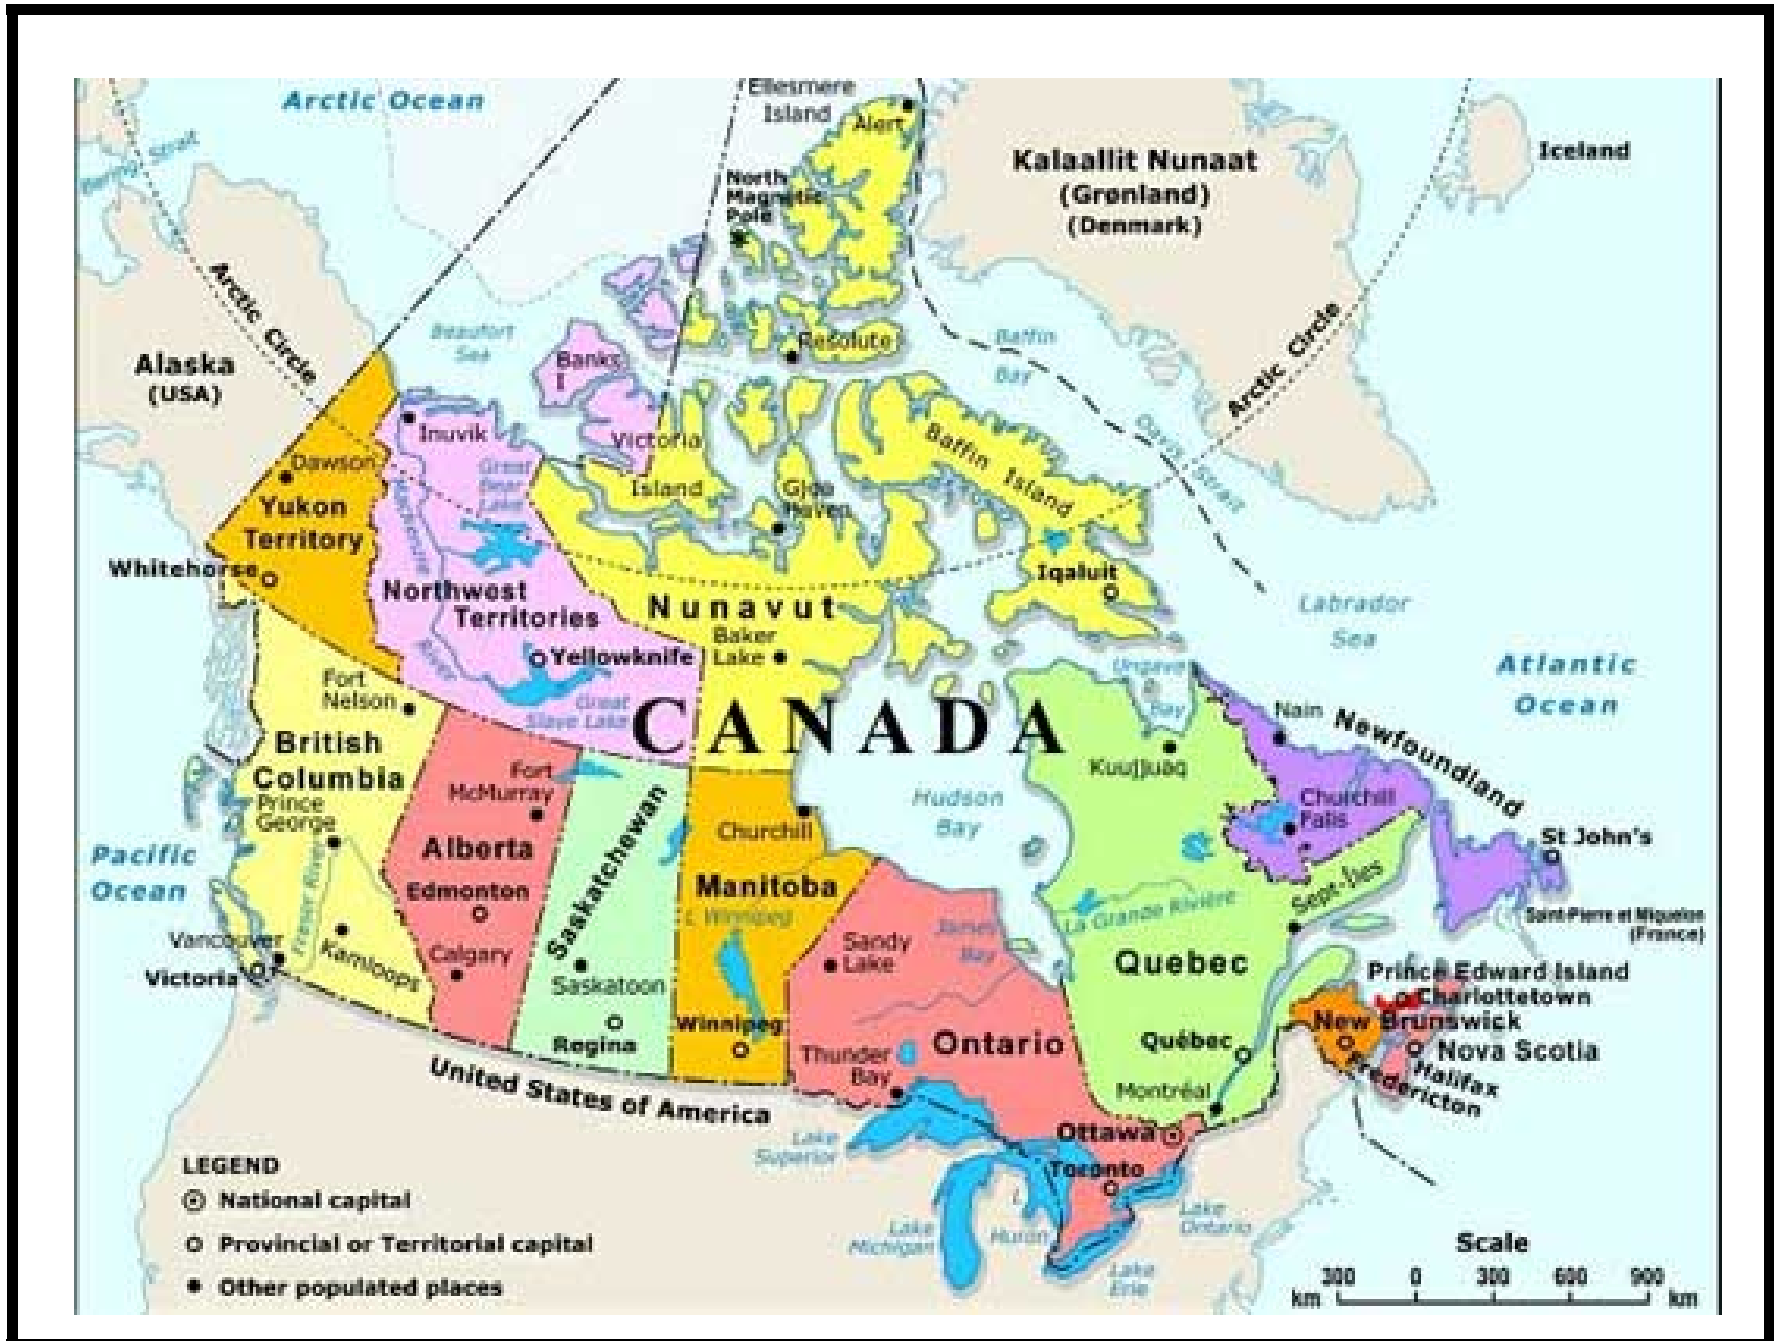 Arctic Ocean
Ellesmere
Island
Alert
Bering Strait
North
Magnetic
Pole
Kalaallit Nunaat
(Grønland)
(Denmark)
Iceland
Arctic Circle
Alaska
(USA)
Beaufort
Sea
Banks
I
Resolute
Baffin
Bay
Arctic Circle
Inuvik
Victoria
Island
Baffin Island
Davis Strait
Dawson
Great
Bear
Lake
Gjoa
Haven
Yukon
Territory
Mackenzie
River
Whitehorse
Northwest
Territories
Nunavut
Iqaluit
Labrador
Sea
Baker
Lake
Yellowknife
Great
Slave Lake
Atlantic
Ocean
Fort
Nelson
CANADA
Ungava
Bay
Nain
Newfoundland
British
Columbia
Fort
McMurray
Kuujjuaq
Prince
George
Saskatchewan
Churchill
Hudson
Bay
Churchill
Falls
St John's
Pacific
Ocean
Alberta
Edmonton
Manitoba
L Winnipeg
Fraser River
James
Bay
La Grande Rivière
Sept-Îles
Saint-Pierre et Miquelon
(France)
Vancouver
Victoria
Kamloops
Calgary
Saskatoon
Sandy
Lake
Quebec
Prince Edward Island
Charlottetown
Regina
Winnipeg
Thunder
Bay
Ontario
Québec
New Brunswick
Nova Scotia
Halifax
Fredericton
Montréal
United States of America
Ottawa
Toronto
Lake
Superior
Lake
Michigan
L
Huron
Lake
Ontario
Lake
Erie
LEGEND
National capital
Provincial or Territorial capital
Other populated places
Scale
300 0 300 600 900
km km